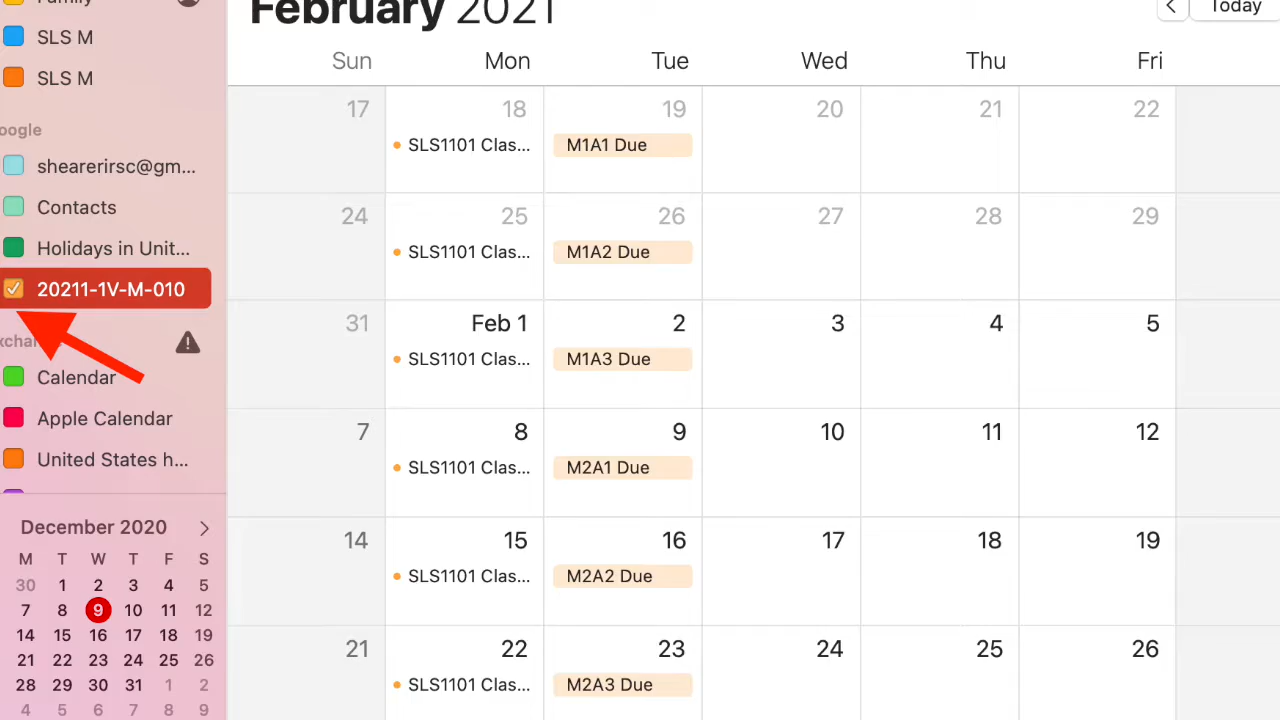 Family
SLS M
SLS M
oogle
shearerirsc@gm...
Contacts
Holidays in Unit...
20211-1V-M-010
xchan
Calendar
Apple Calendar
United States h...
December 2020
M T W T F S
30 1 2 3 4 5
7 8 9 10 11 12
14 15 16 17 18 19
21 22 23 24 25 26
28 29 30 31 1 2
4 5 6 7 8 9
February 2021
Today
Sun Mon Tue Wed Thu Fri
17 18 19 20 21 22
SLS1101 Clas... M1A1 Due
24 25 26 27 28 29
SLS1101 Clas... M1A2 Due
31 Feb 1 2 3 4 5
SLS1101 Clas... M1A3 Due
7 8 9 10 11 12
SLS1101 Clas... M2A1 Due
14 15 16 17 18 19
SLS1101 Clas... M2A2 Due
21 22 23 24 25 26
SLS1101 Clas... M2A3 Due